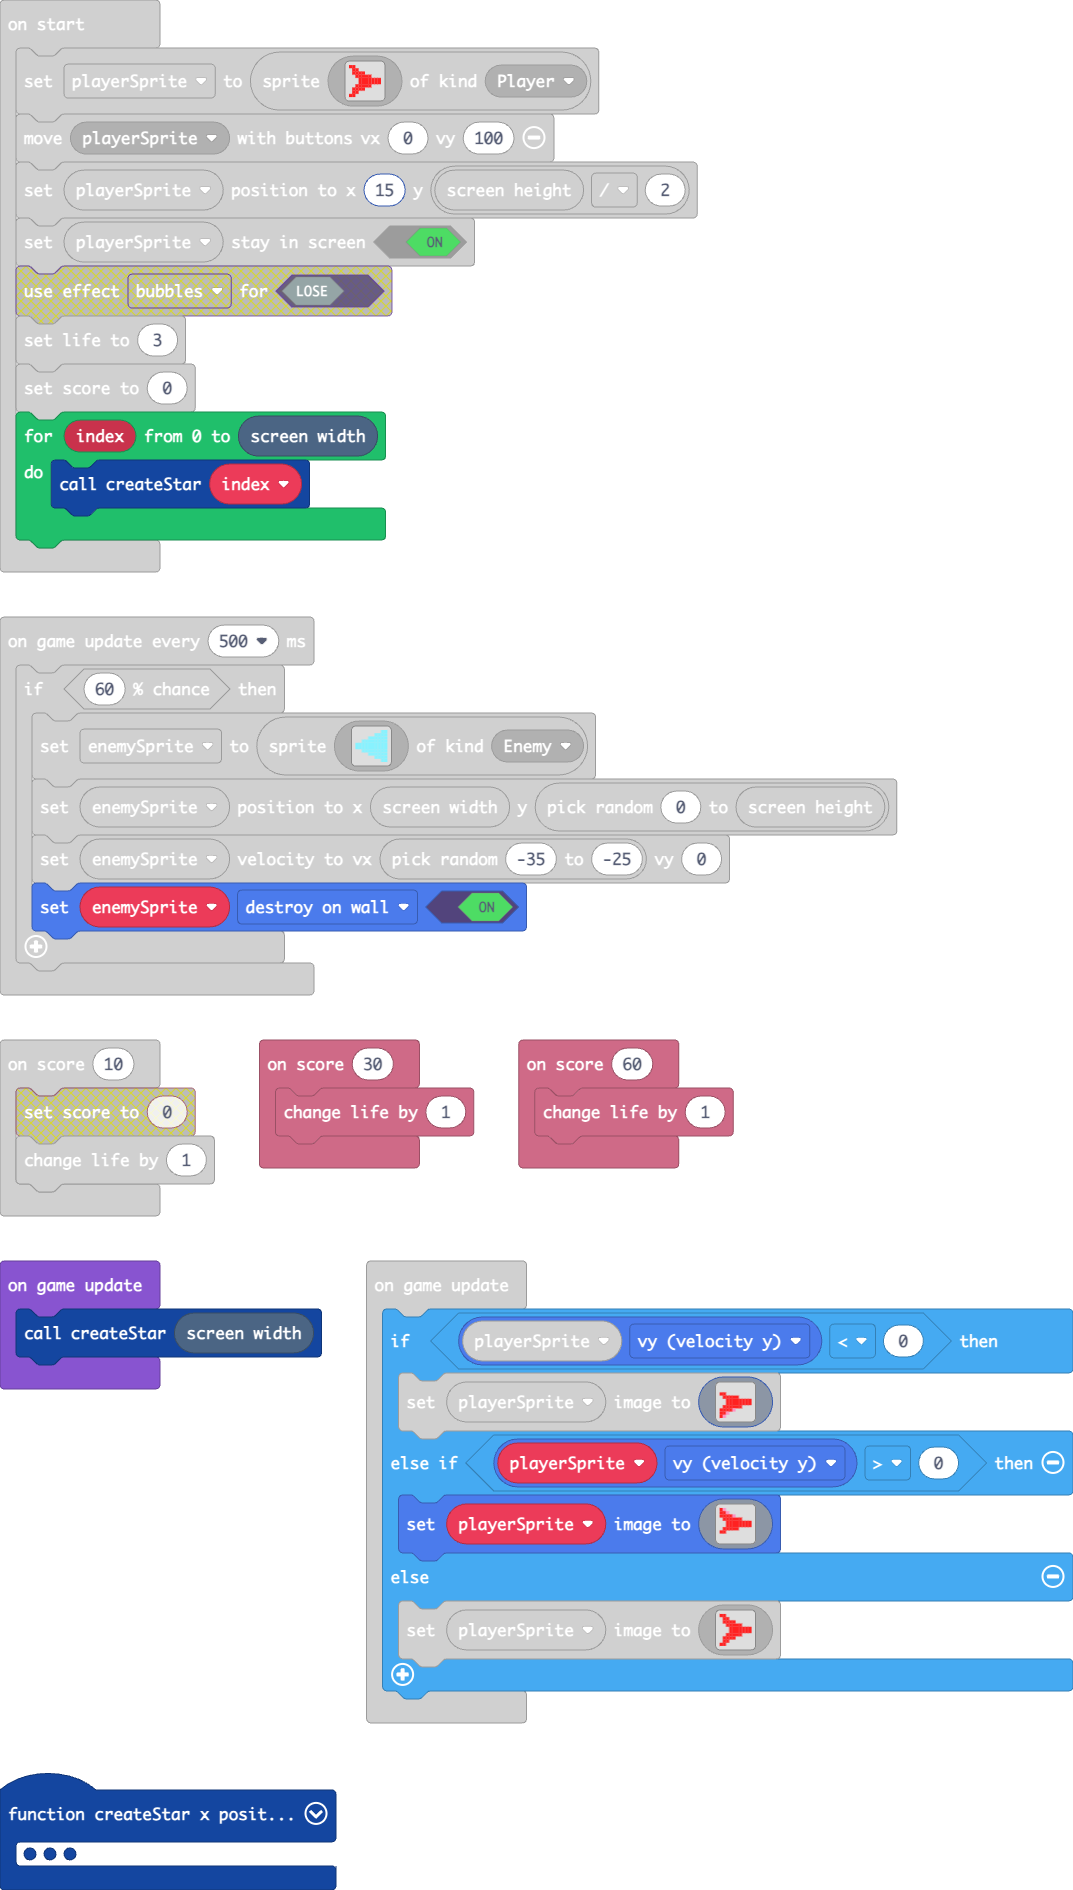 on start
set playerSprite to sprite of kind Player
move playerSprite with buttons vx 0 vy 100
set playerSprite position to x 15 y screen height / 2
set playerSprite stay in screen ON
use effect bubbles for LOSE
set life to 3
set score to 0
for index from 0 to screen width
do call createStar index
on game update every 500 ms
if 60 % chance then
set enemySprite to sprite of kind Enemy
set enemySprite position to x screen width y pick random 0 to screen height
set enemySprite velocity to vx pick random -35 to -25 vy 0
set enemySprite destroy on wall ON
on score 10
set score to 0
change life by 1
on score 30
change life by 1
on score 60
change life by 1
on game update
call createStar screen width
on game update
if playerSprite vy (velocity y) < 0 then
set playerSprite image to
else if playerSprite vy (velocity y) > 0 then
set playerSprite image to
else
set playerSprite image to
function createStar x posit...